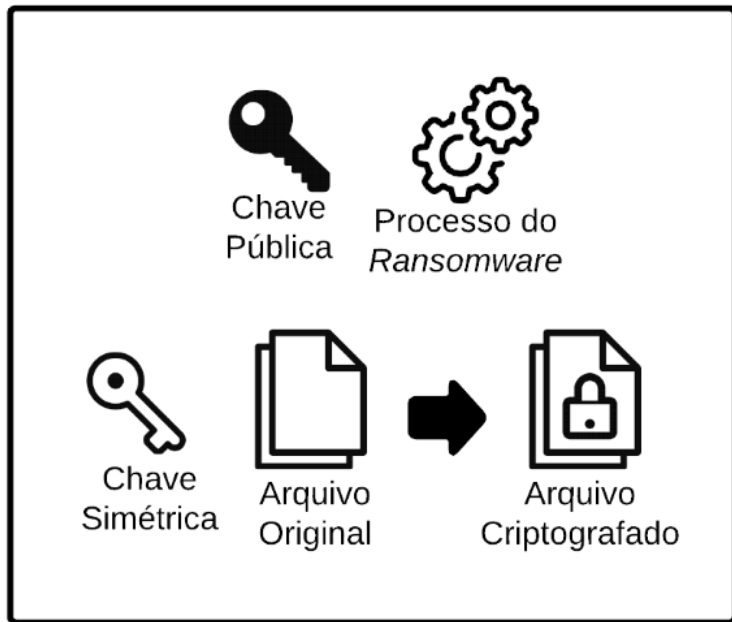 Chave
Pública
Processo do
Ransomware
Chave
Simétrica
Arquivo
Original
Arquivo
Criptografado